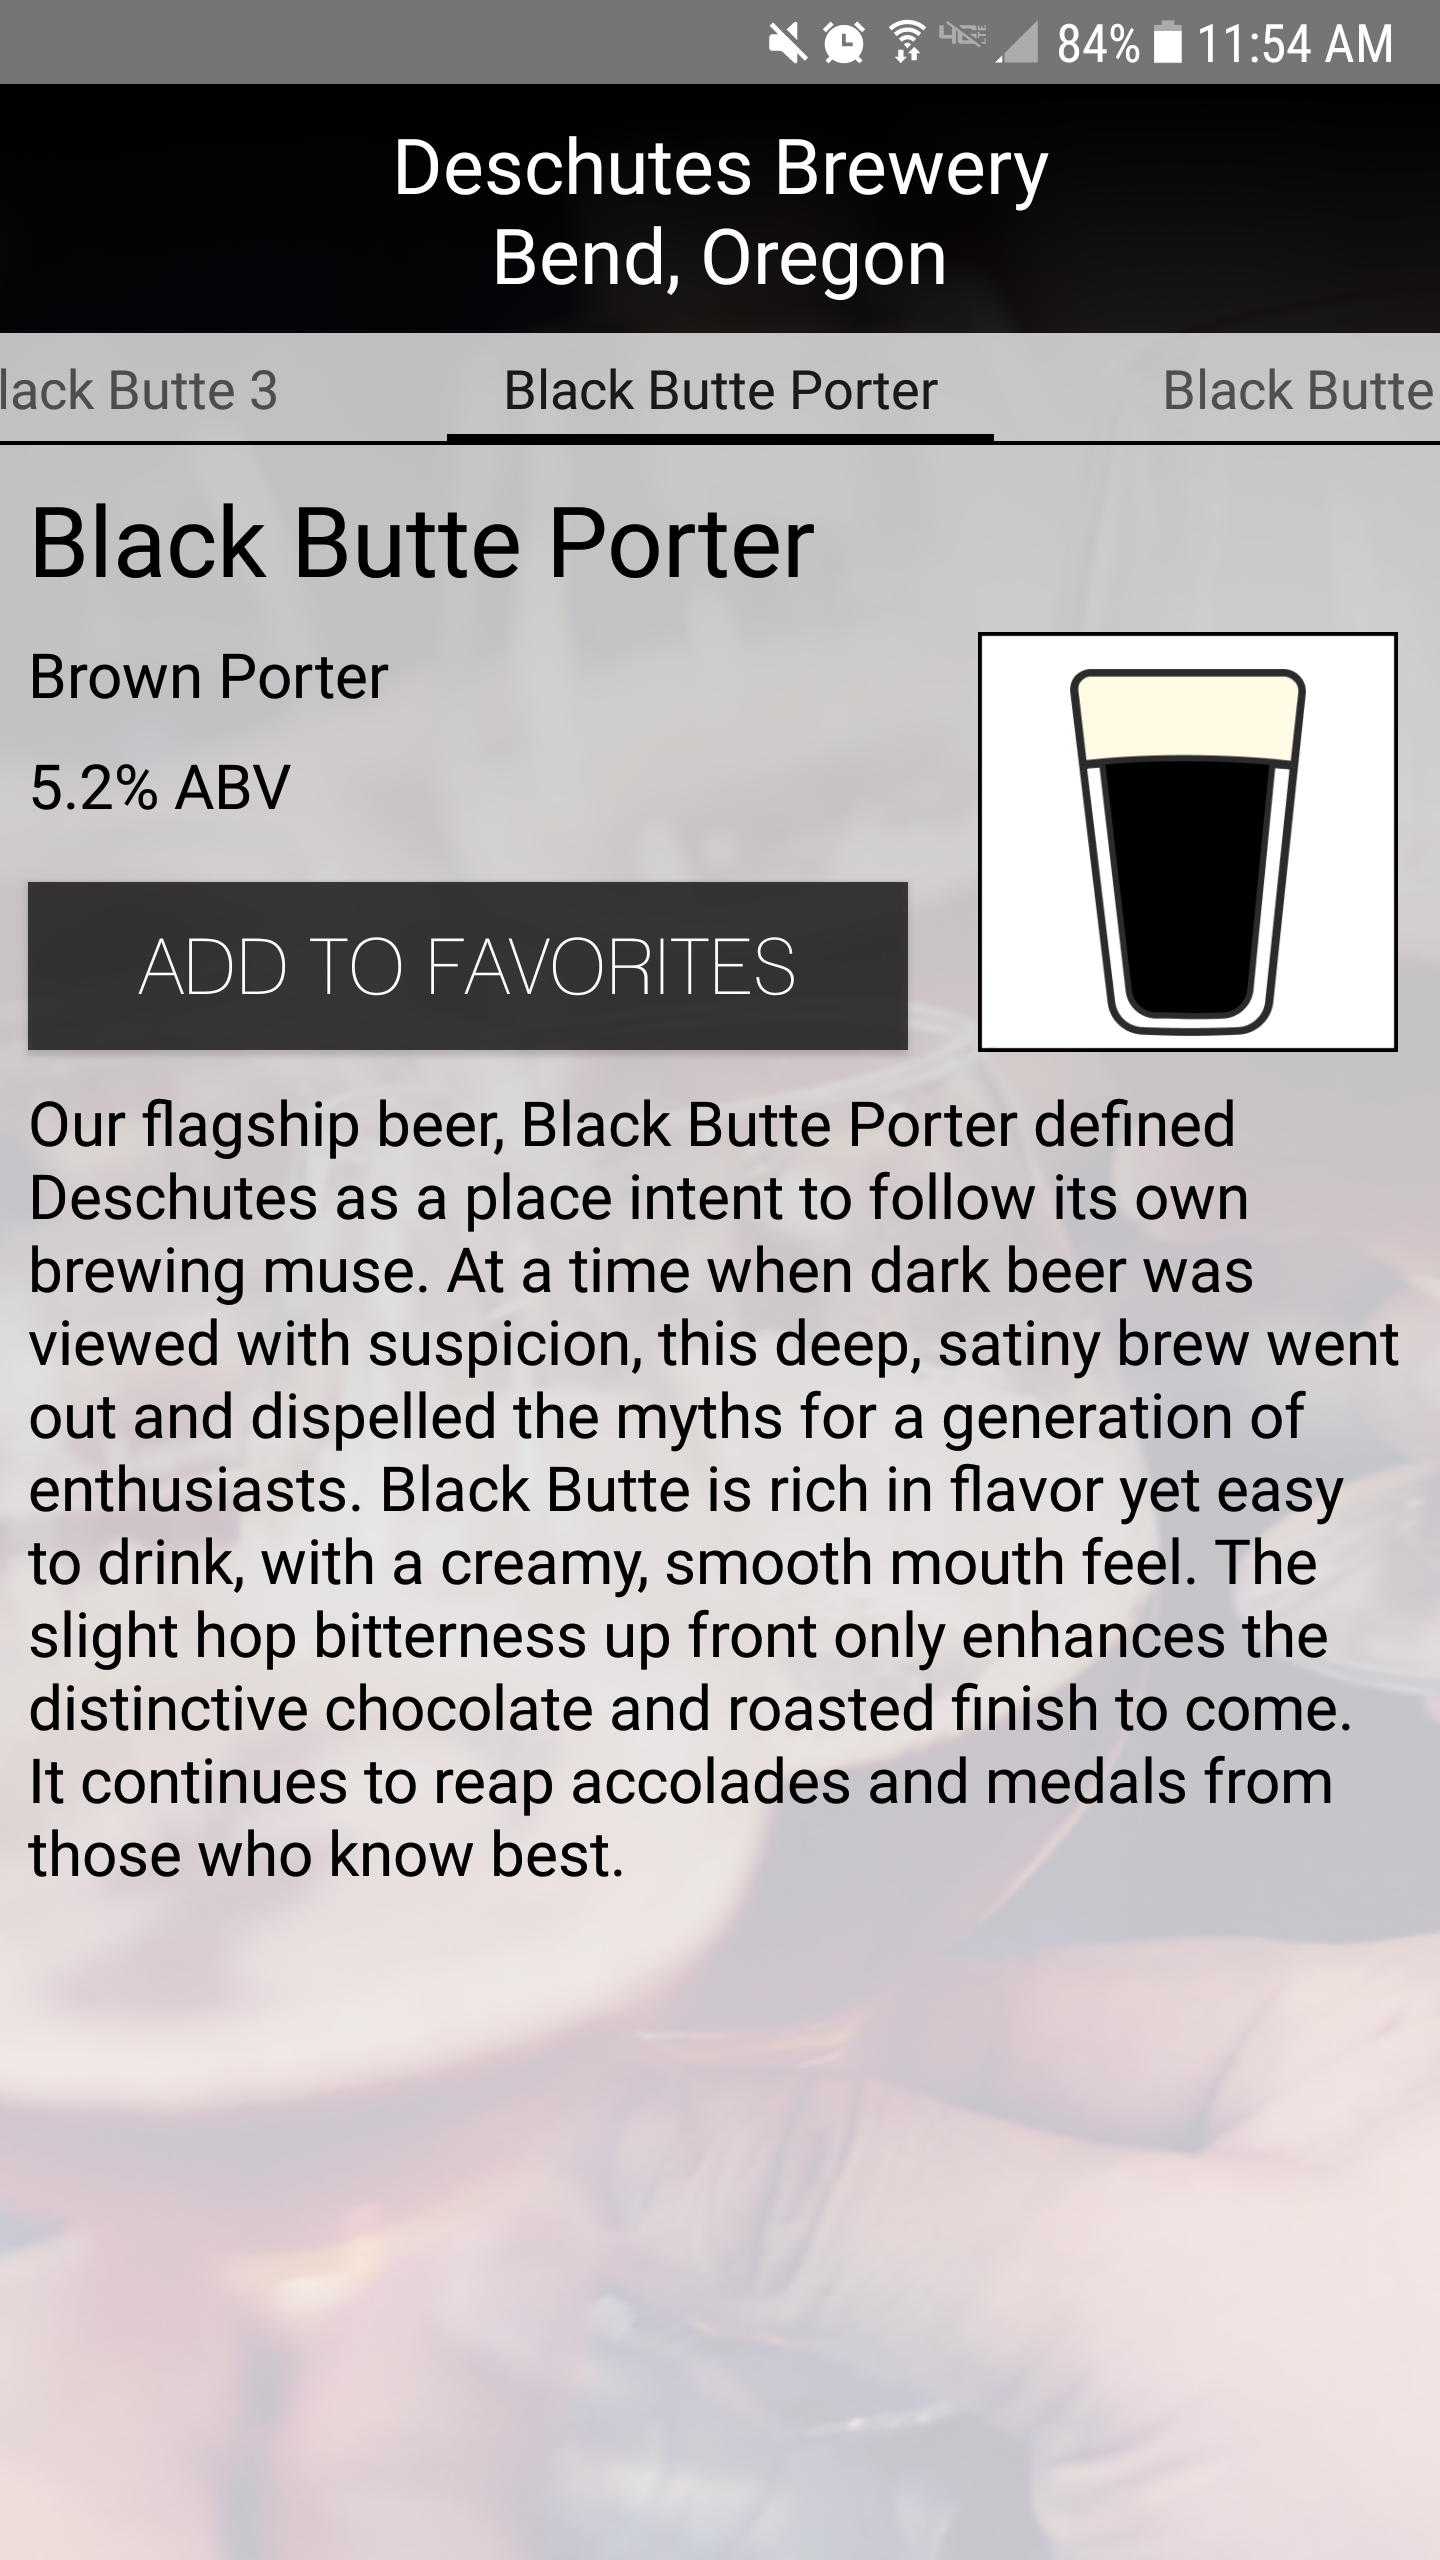 84% 11:54 AM
Deschutes Brewery
Bend, Oregon
lack Butte 3 Black Butte Porter Black Butte
Black Butte Porter
Brown Porter
5.2% ABV
ADD TO FAVORITES
Our flagship beer, Black Butte Porter defined
Deschutes as a place intent to follow its own
brewing muse. At a time when dark beer was
viewed with suspicion, this deep, satiny brew went
out and dispelled the myths for a generation of
enthusiasts. Black Butte is rich in flavor yet easy
to drink, with a creamy, smooth mouth feel. The
slight hop bitterness up front only enhances the
distinctive chocolate and roasted finish to come.
It continues to reap accolades and medals from
those who know best.